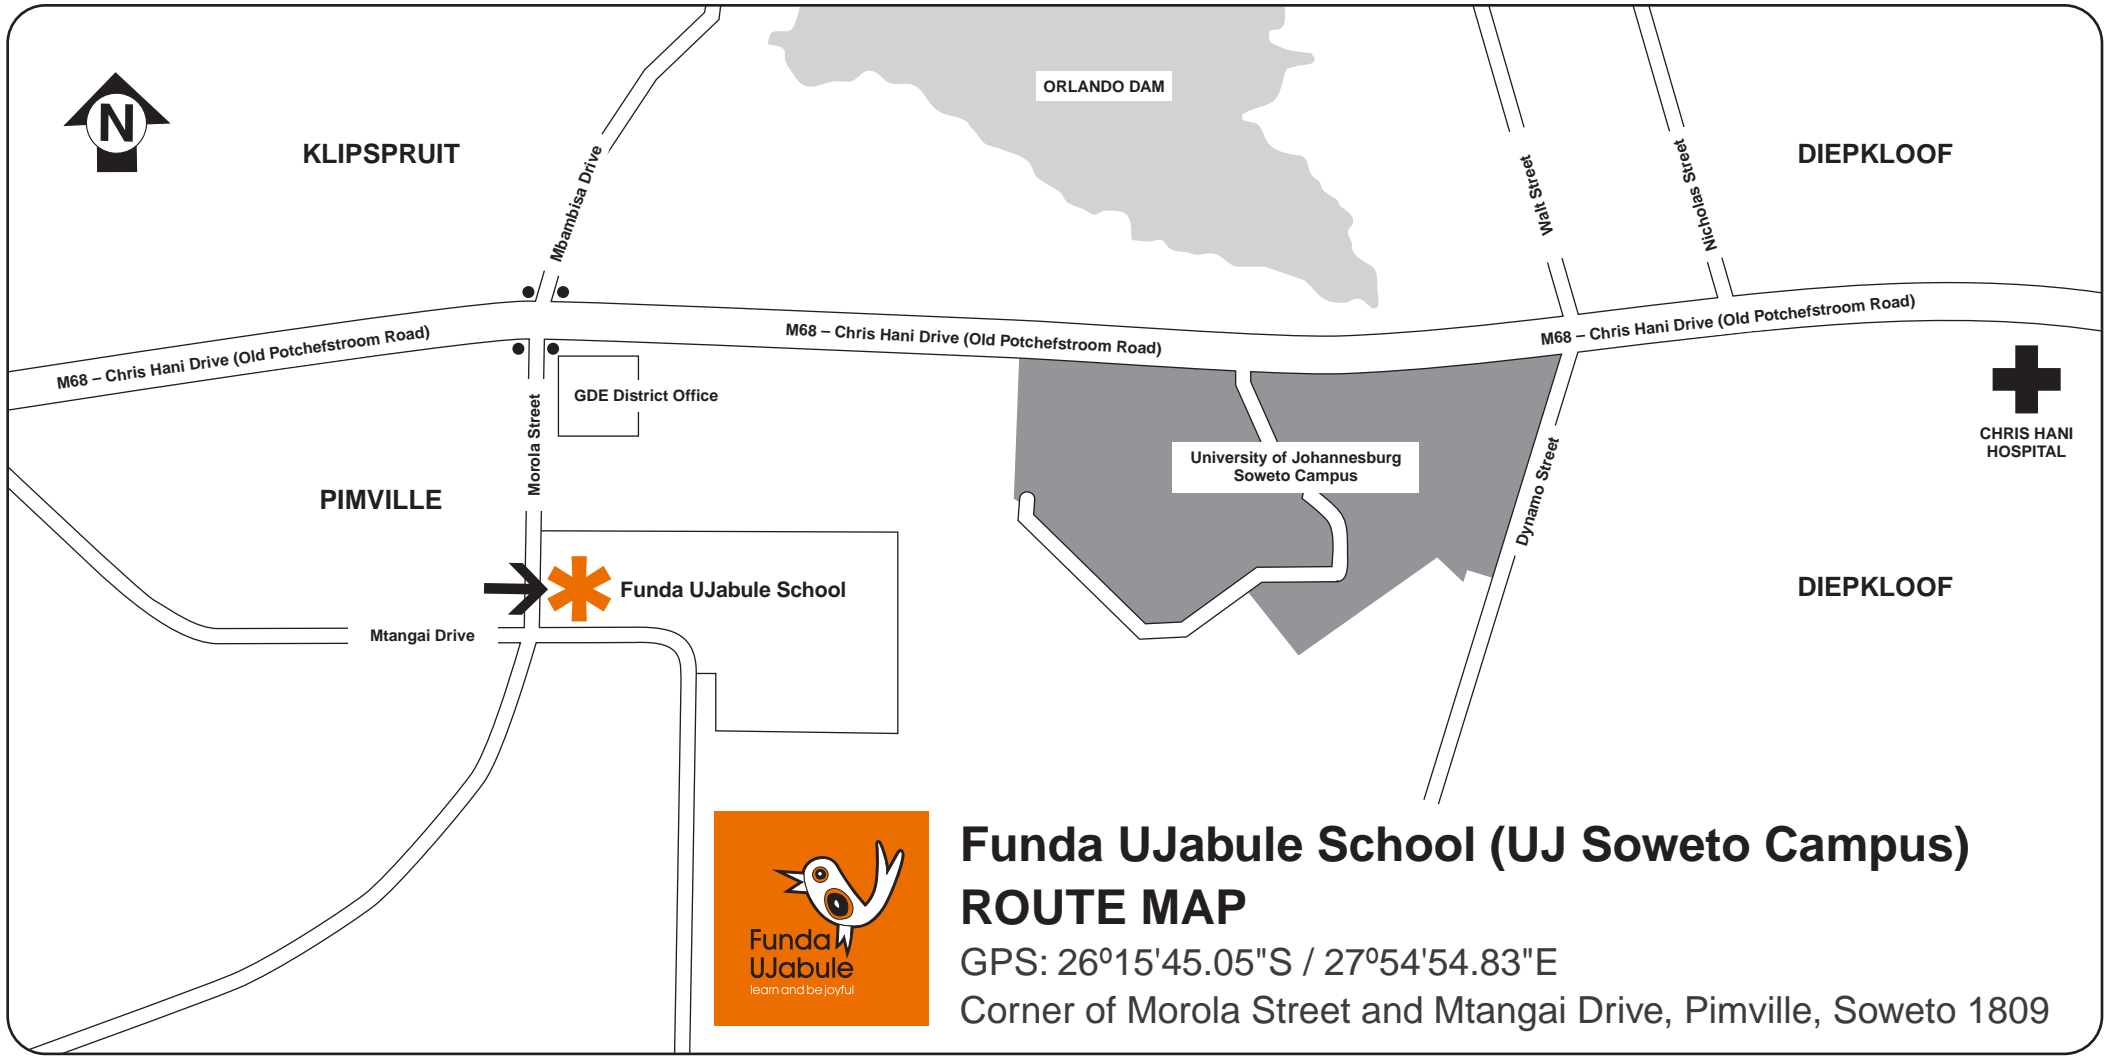 N
KLIPSPRUIT
ORLANDO DAM
DIEPKLOOF
Mbambisa Drive
Walt Street
Nicholas Street
M68 – Chris Hani Drive (Old Potchefstroom Road)
M68 – Chris Hani Drive (Old Potchefstroom Road)
M68 – Chris Hani Drive (Old Potchefstroom Road)
GDE District Office
Morola Street
CHRIS HANI
HOSPITAL
University of Johannesburg
Soweto Campus
Dynamo Street
PIMVILLE
Funda UJabule School
DIEPKLOOF
Mtangai Drive
Funda
UJabule
learn and be joyful
Funda UJabule School (UJ Soweto Campus)
ROUTE MAP
GPS: 26º15'45.05"S / 27º54'54.83"E
Corner of Morola Street and Mtangai Drive, Pimville, Soweto 1809